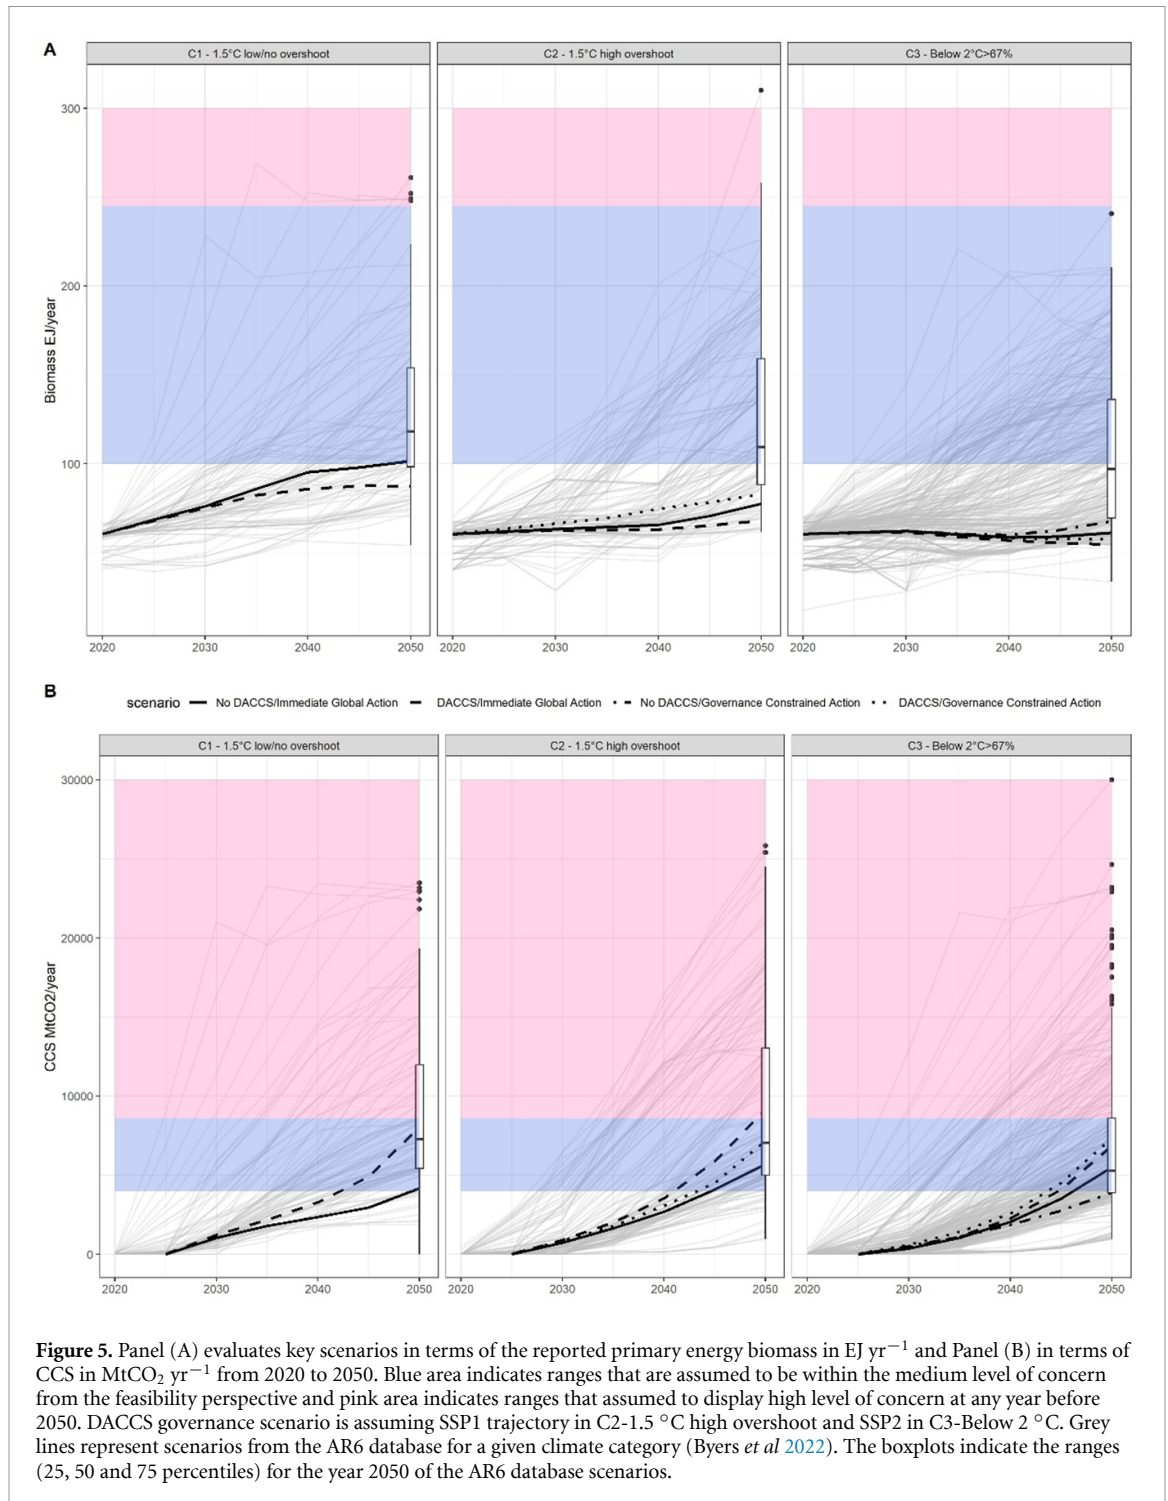 A
C1 - 1.5°C low/no overshoot
C2 - 1.5°C high overshoot
C3 - Below 2°C>67%
300
200
100
Biomass EJ/year
2020 2030 2040 2050
2020 2030 2040 2050
2020 2030 2040 2050
B
scenario No DACCS/Immediate Global Action DACCS/Immediate Global Action No DACCS/Governance Constrained Action DACCS/Governance Constrained Action
C1 - 1.5°C low/no overshoot
C2 - 1.5°C high overshoot
C3 - Below 2°C>67%
30000
20000
10000
0
CCS MtCO2/year
2020 2030 2040 2050
2020 2030 2040 2050
2020 2030 2040 2050
Figure 5. Panel (A) evaluates key scenarios in terms of the reported primary energy biomass in EJ yr−1 and Panel (B) in terms of
CCS in MtCO2 yr−1 from 2020 to 2050. Blue area indicates ranges that are assumed to be within the medium level of concern
from the feasibility perspective and pink area indicates ranges that assumed to display high level of concern at any year before
2050. DACCS governance scenario is assuming SSP1 trajectory in C2-1.5 °C high overshoot and SSP2 in C3-Below 2 °C. Grey
lines represent scenarios from the AR6 database for a given climate category (Byers et al 2022). The boxplots indicate the ranges
(25, 50 and 75 percentiles) for the year 2050 of the AR6 database scenarios.